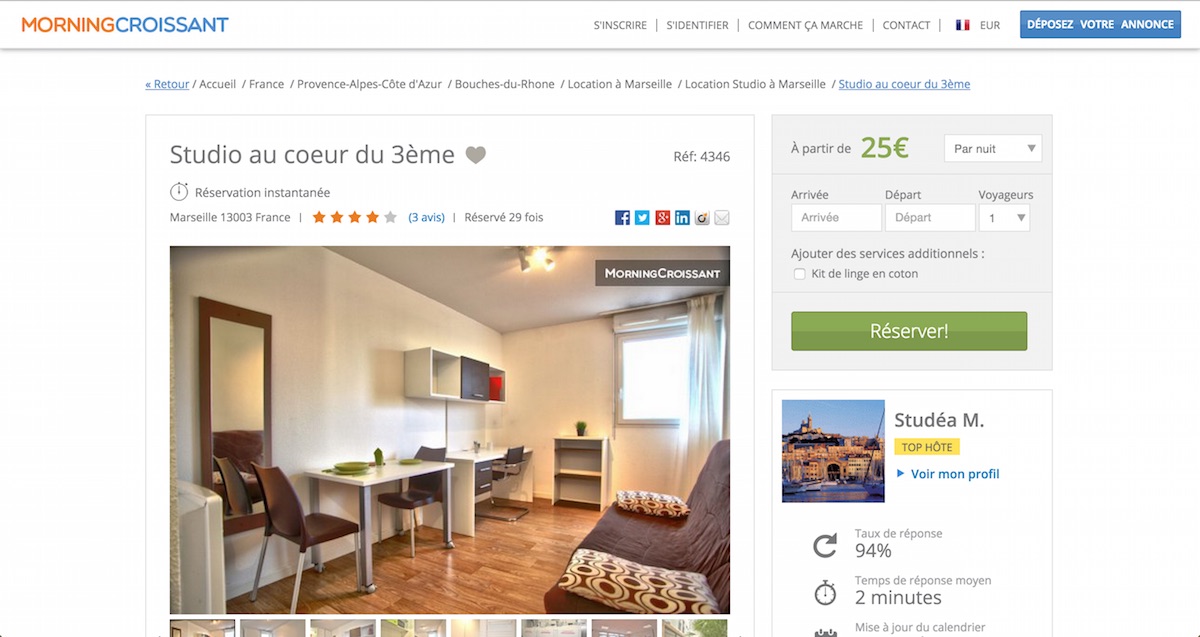 MORNINGCROISSANT
S'INSCRIRE | S'IDENTIFIER | COMMENT ÇA MARCHE | CONTACT | EUR
DÉPOSEZ VOTRE ANNONCE
« Retour / Accueil / France / Provence-Alpes-Côte d'Azur / Bouches-du-Rhone / Location à Marseille / Location Studio à Marseille / Studio au coeur du 3ème
Studio au coeur du 3ème
Réf: 4346
Réservation instantanée
Marseille 13003 France | (3 avis) | Réservé 29 fois
MORNINGCROISSANT
À partir de 25€
Par nuit
Arrivée Départ Voyageurs
Arrivée Départ 1
Ajouter des services additionnels :
Kit de linge en coton
Réserver!
Studéa M.
TOP HÔTE
Voir mon profil
Taux de réponse
94%
Temps de réponse moyen
2 minutes
Mise à jour du calendrier